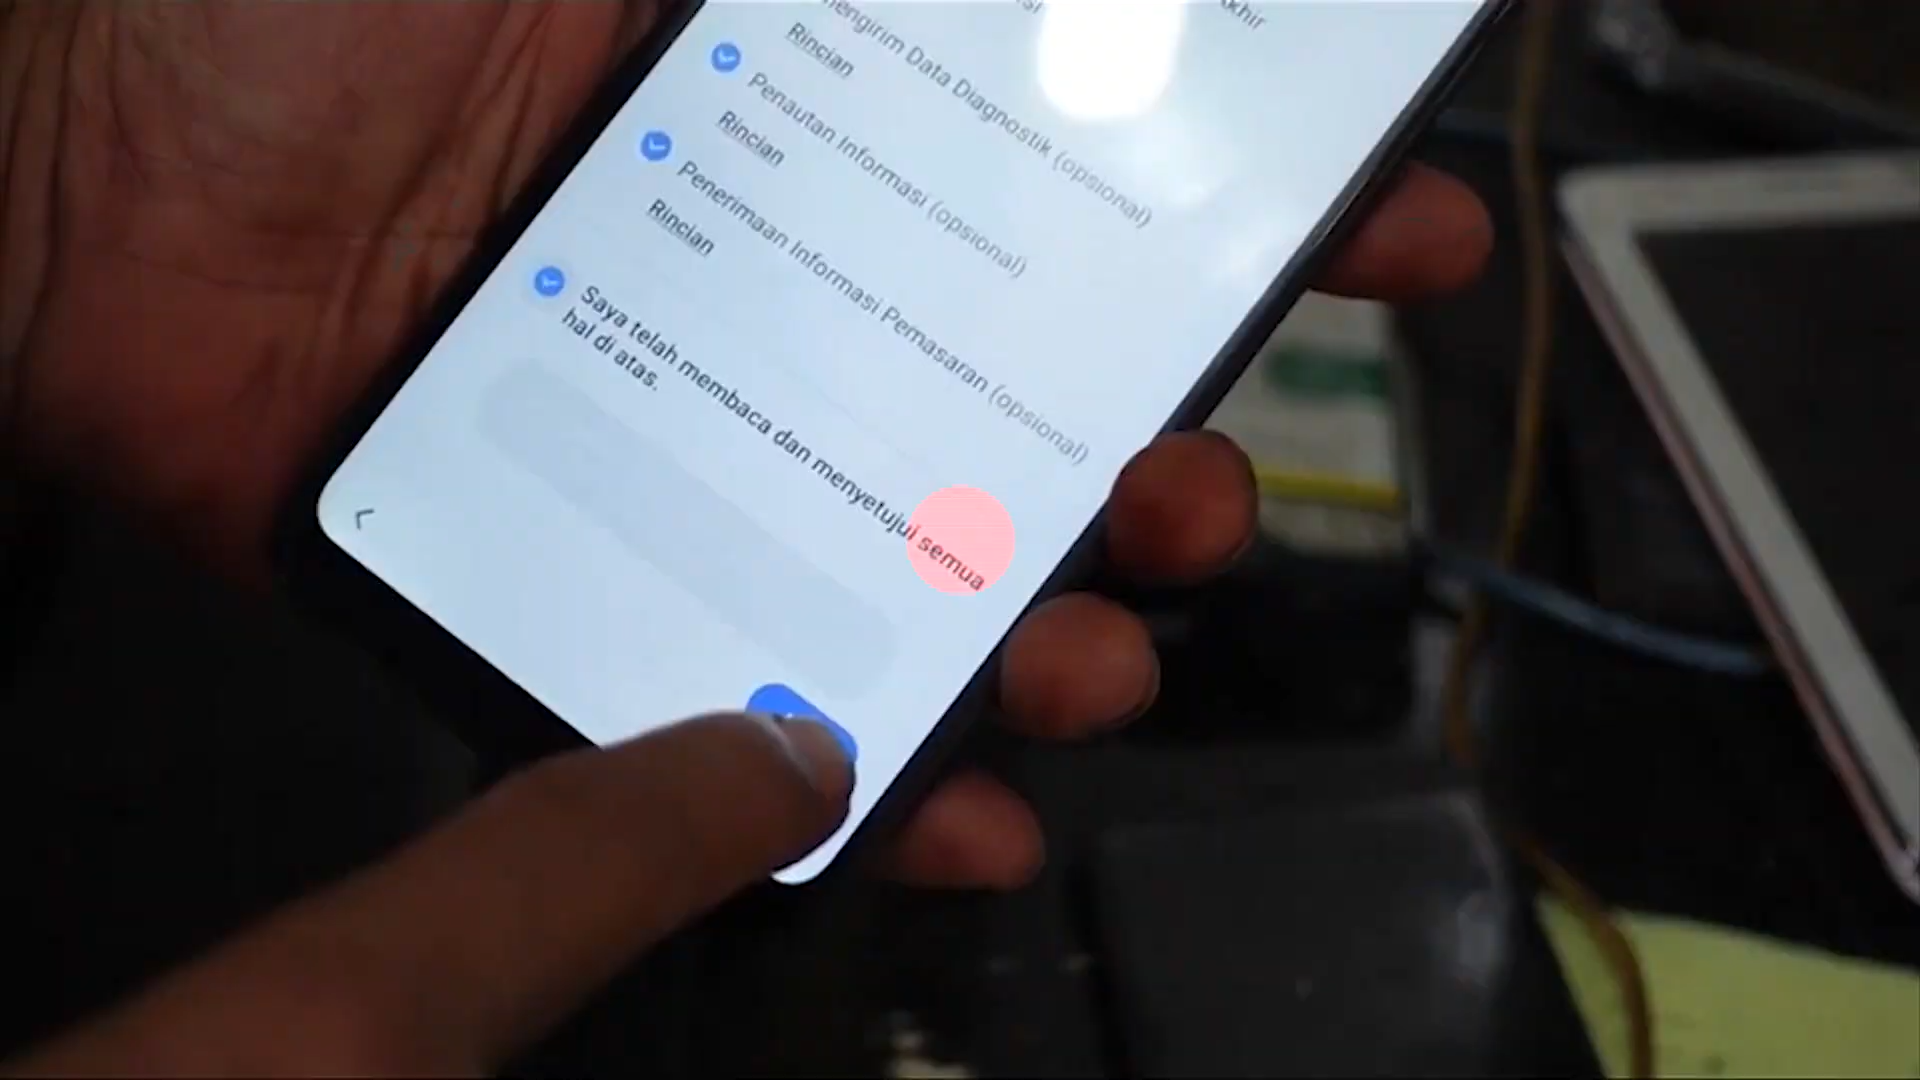 mengirim Data Diagnostik (opsional)
Rincian
Penautan Informasi (opsional)
Rincian
Penerimaan Informasi Pemasaran (opsional)
Rincian
Saya telah membaca dan menyetujui semua
hal di atas.